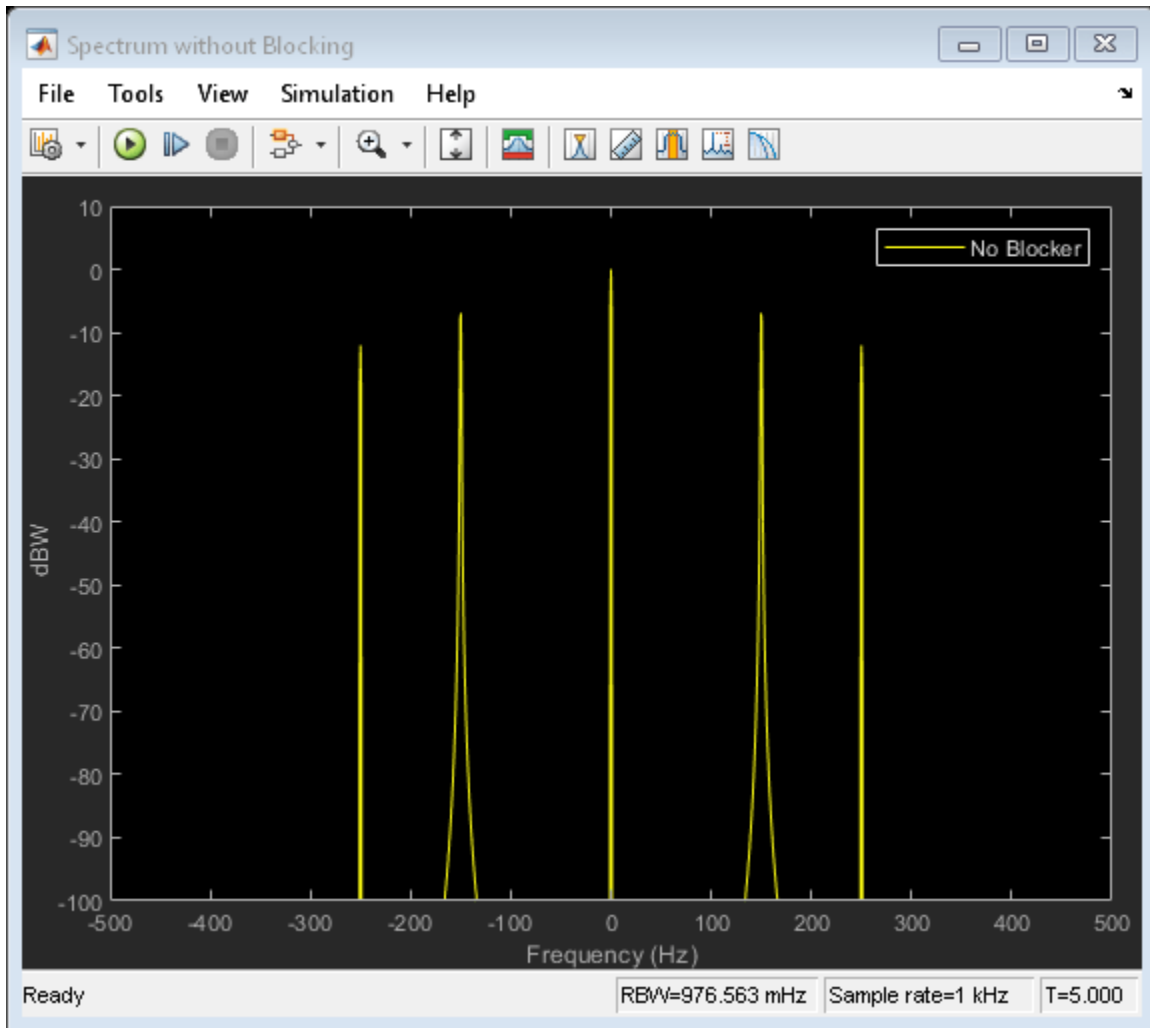 Spectrum without Blocking
File Tools View Simulation Help
No Blocker
10
0
-10
-20
-30
-40
-50
-60
-70
-80
-90
-100
dBW
-500 -400 -300 -200 -100 0 100 200 300 400 500
Frequency (Hz)
Ready RBW=976.563 mHz Sample rate=1 kHz T=5.000